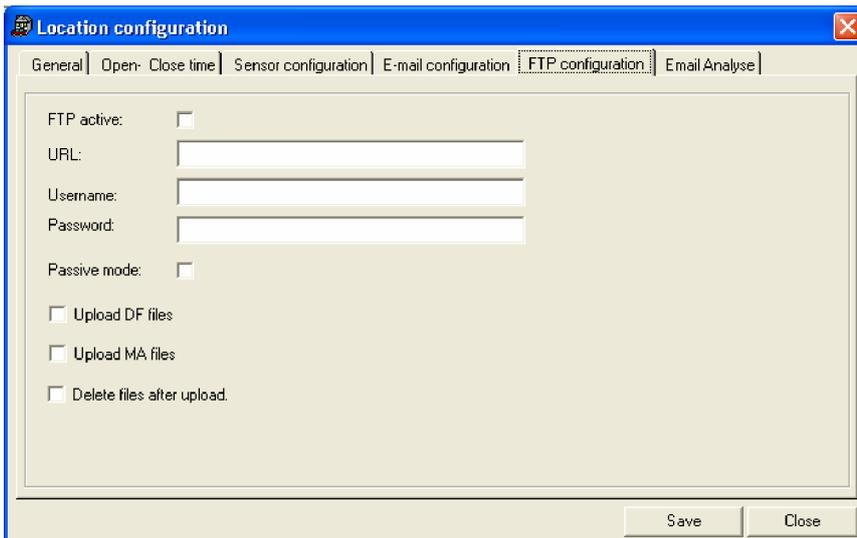 Location configuration
General Open- Close time Sensor configuration E-mail configuration FTP configuration Email Analyse
FTP active:
URL:
Username:
Password:
Passive mode:
Upload DF files
Upload MA files
Delete files after upload.
Save Close